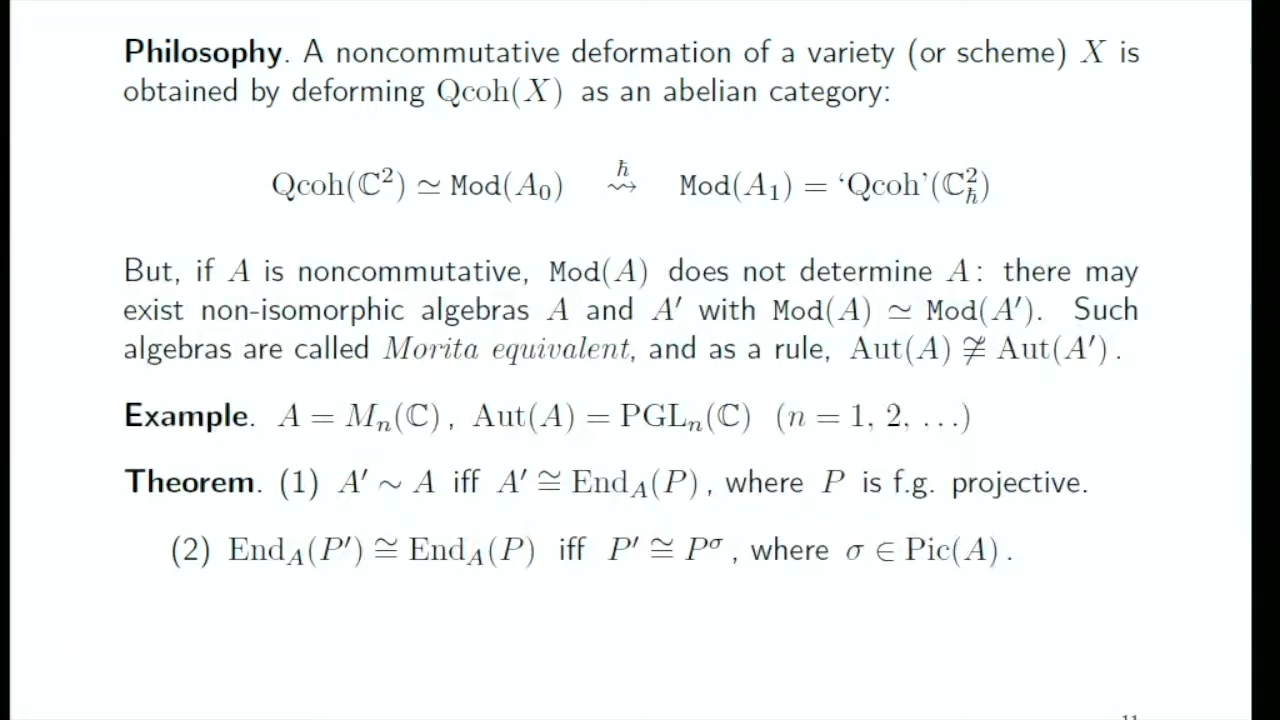 Philosophy. A noncommutative deformation of a variety (or scheme) X is
obtained by deforming Qcoh(X) as an abelian category:
Qcoh(ℂ²) ≃ Mod(A₀) ⇝^ℏ Mod(A₁) = ‘Qcoh’(ℂ²_ℏ)
But, if A is noncommutative, Mod(A) does not determine A: there may
exist non-isomorphic algebras A and A′ with Mod(A) ≃ Mod(A′). Such
algebras are called Morita equivalent, and as a rule, Aut(A) ≇ Aut(A′).
Example. A = Mₙ(ℂ), Aut(A) = PGLₙ(ℂ) (n = 1, 2, …)
Theorem. (1) A′ ∼ A iff A′ ≅ End_A(P), where P is f.g. projective.
(2) End_A(P′) ≅ End_A(P) iff P′ ≅ P^σ, where σ ∈ Pic(A).